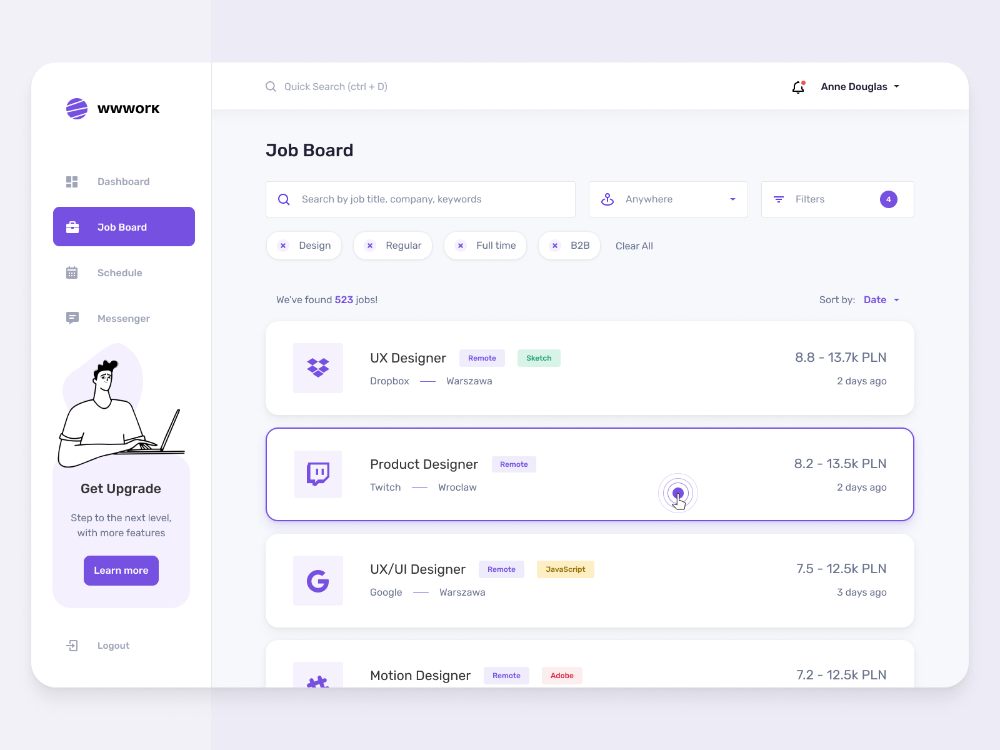 wwwork
Quick Search (ctrl + D)
Anne Douglas
Dashboard
Job Board
Schedule
Messenger
Get Upgrade
Step to the next level,
with more features
Learn more
Logout
Job Board
Search by job title, company, keywords
Anywhere
Filters 4
× Design × Regular × Full time × B2B Clear All
We've found 523 jobs!
Sort by: Date
UX Designer Remote Sketch 8.8 - 13.7k PLN
Dropbox — Warszawa 2 days ago
Product Designer Remote 8.2 - 13.5k PLN
Twitch — Wroclaw 2 days ago
G
UX/UI Designer Remote JavaScript 7.5 - 12.5k PLN
Google — Warszawa 3 days ago
Motion Designer Remote Adobe 7.2 - 12.5k PLN